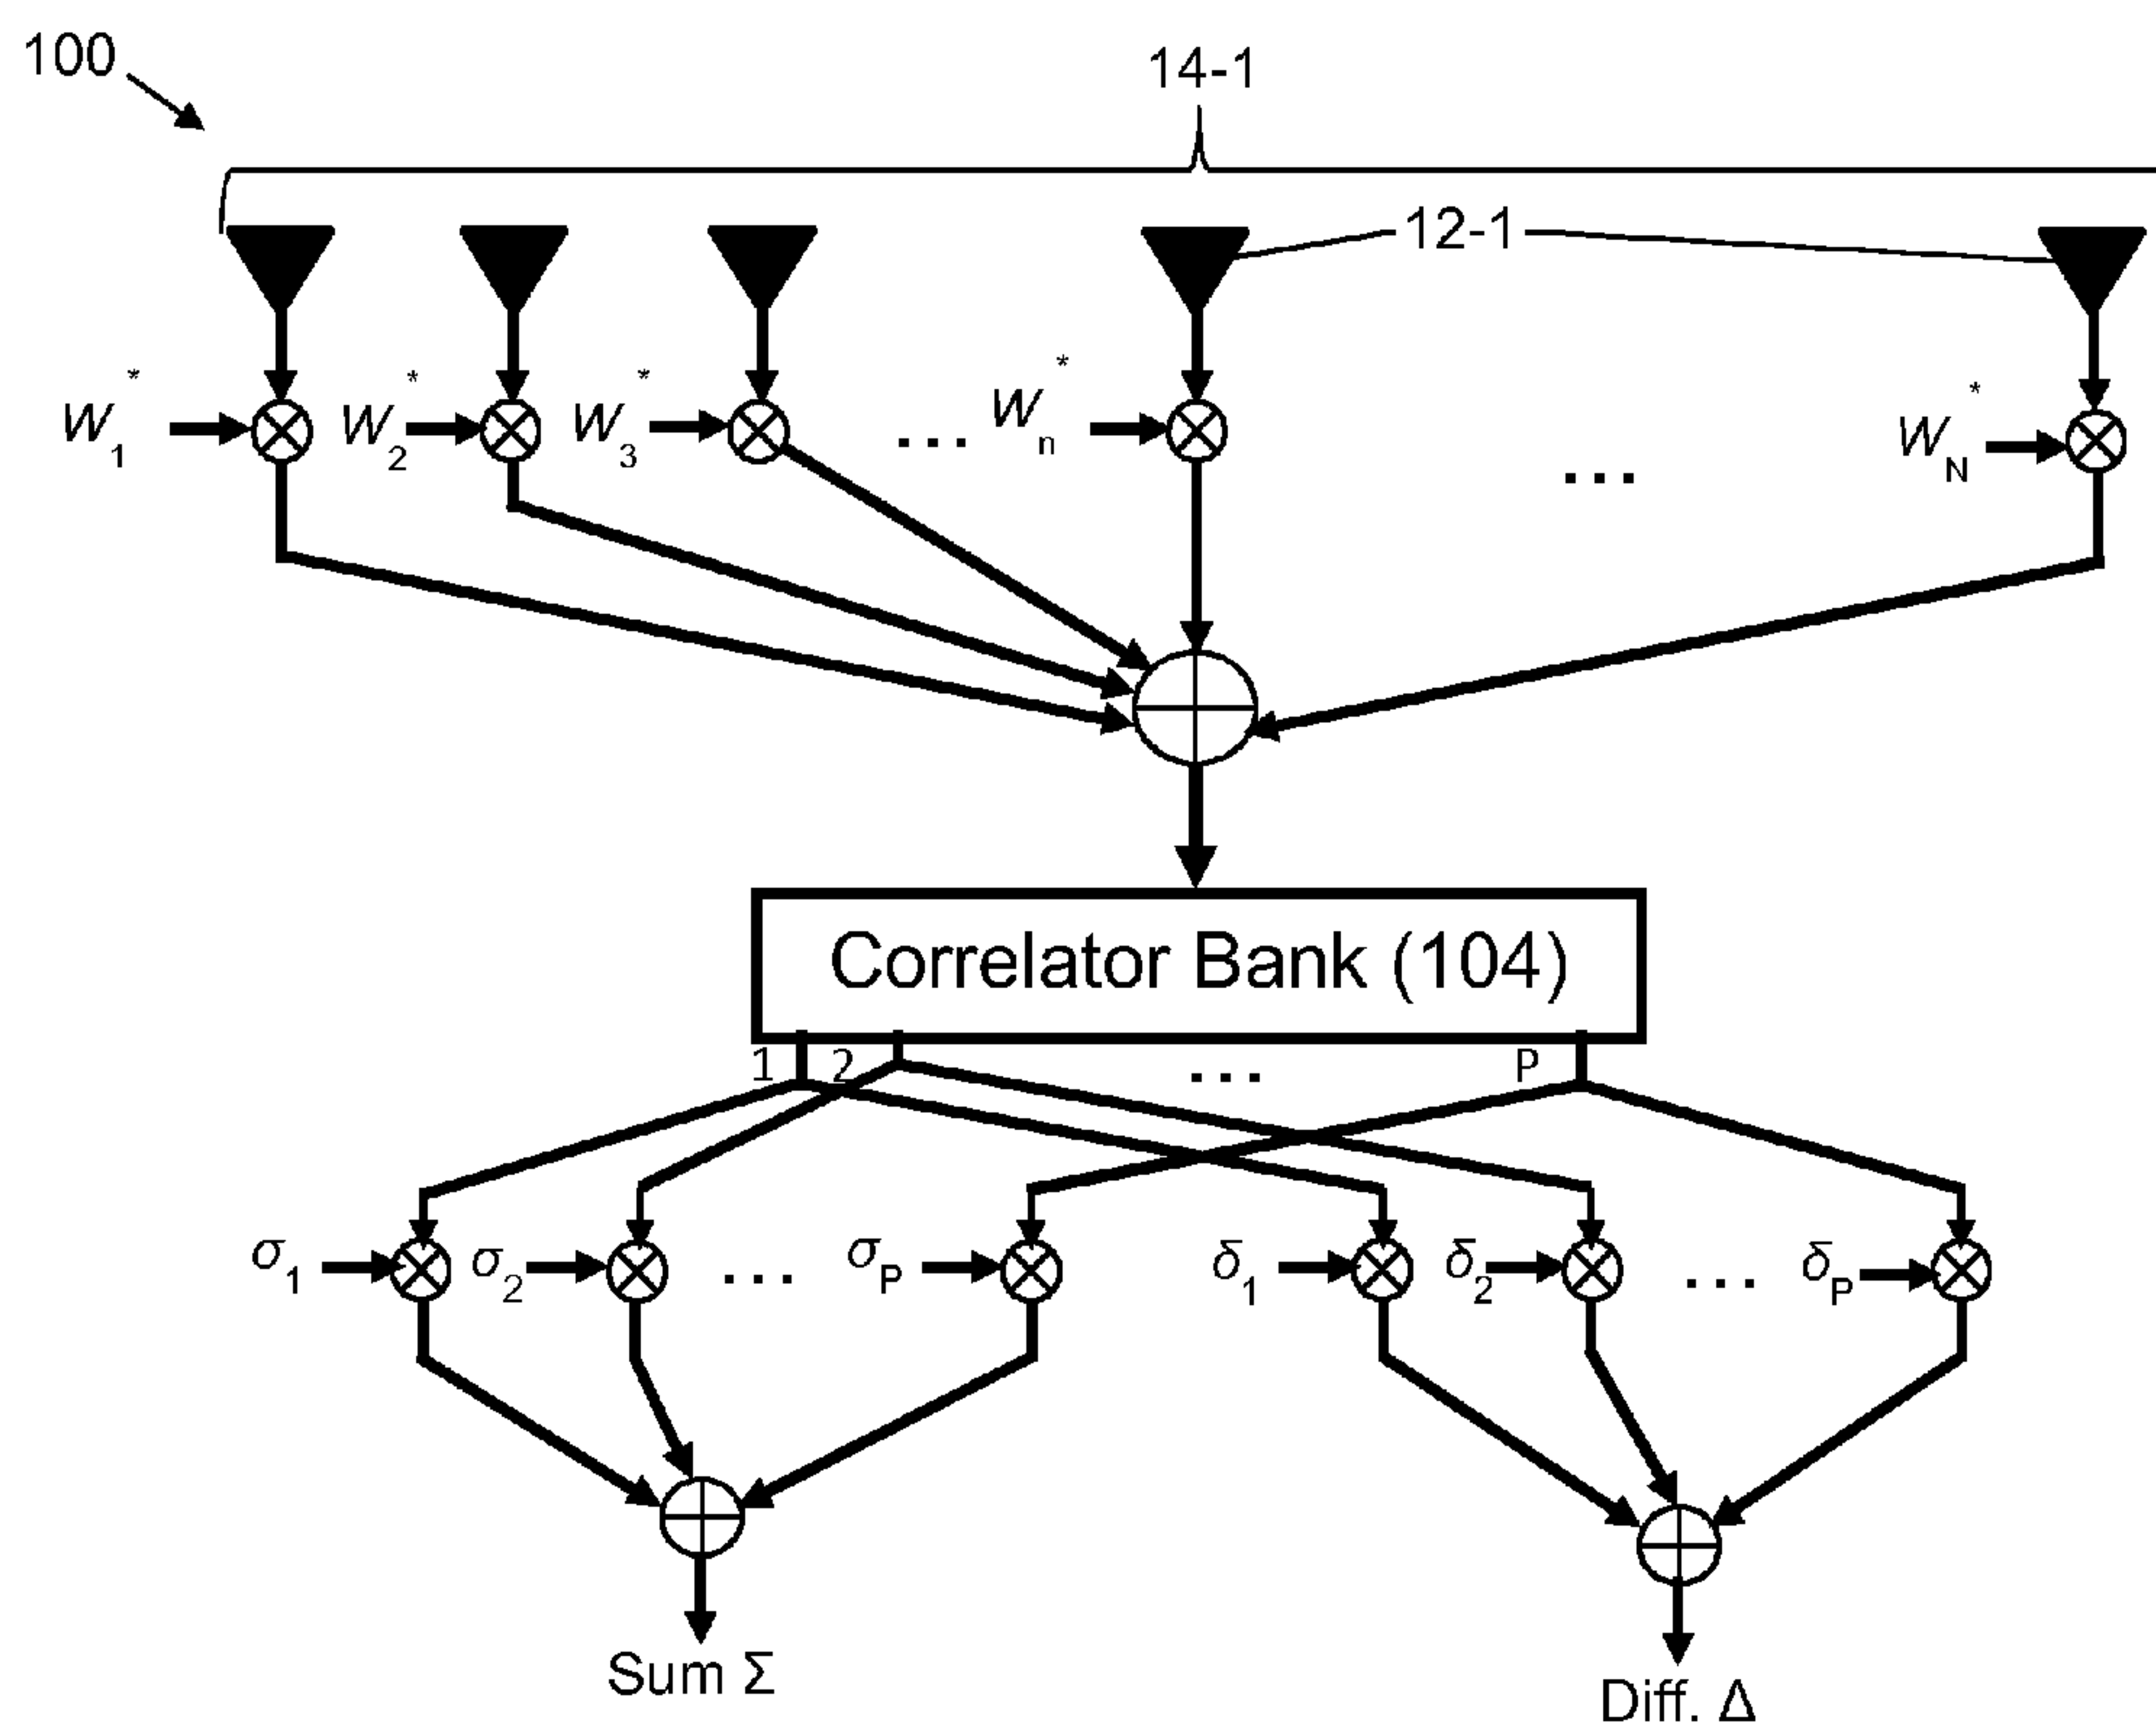 100
14-1
12-1
W1* W2* W3* ... Wn* ... WN*
Correlator Bank (104)
1 2 ... P
σ1 σ2 ... σP δ1 δ2 ... δP
Sum Σ
Diff. Δ